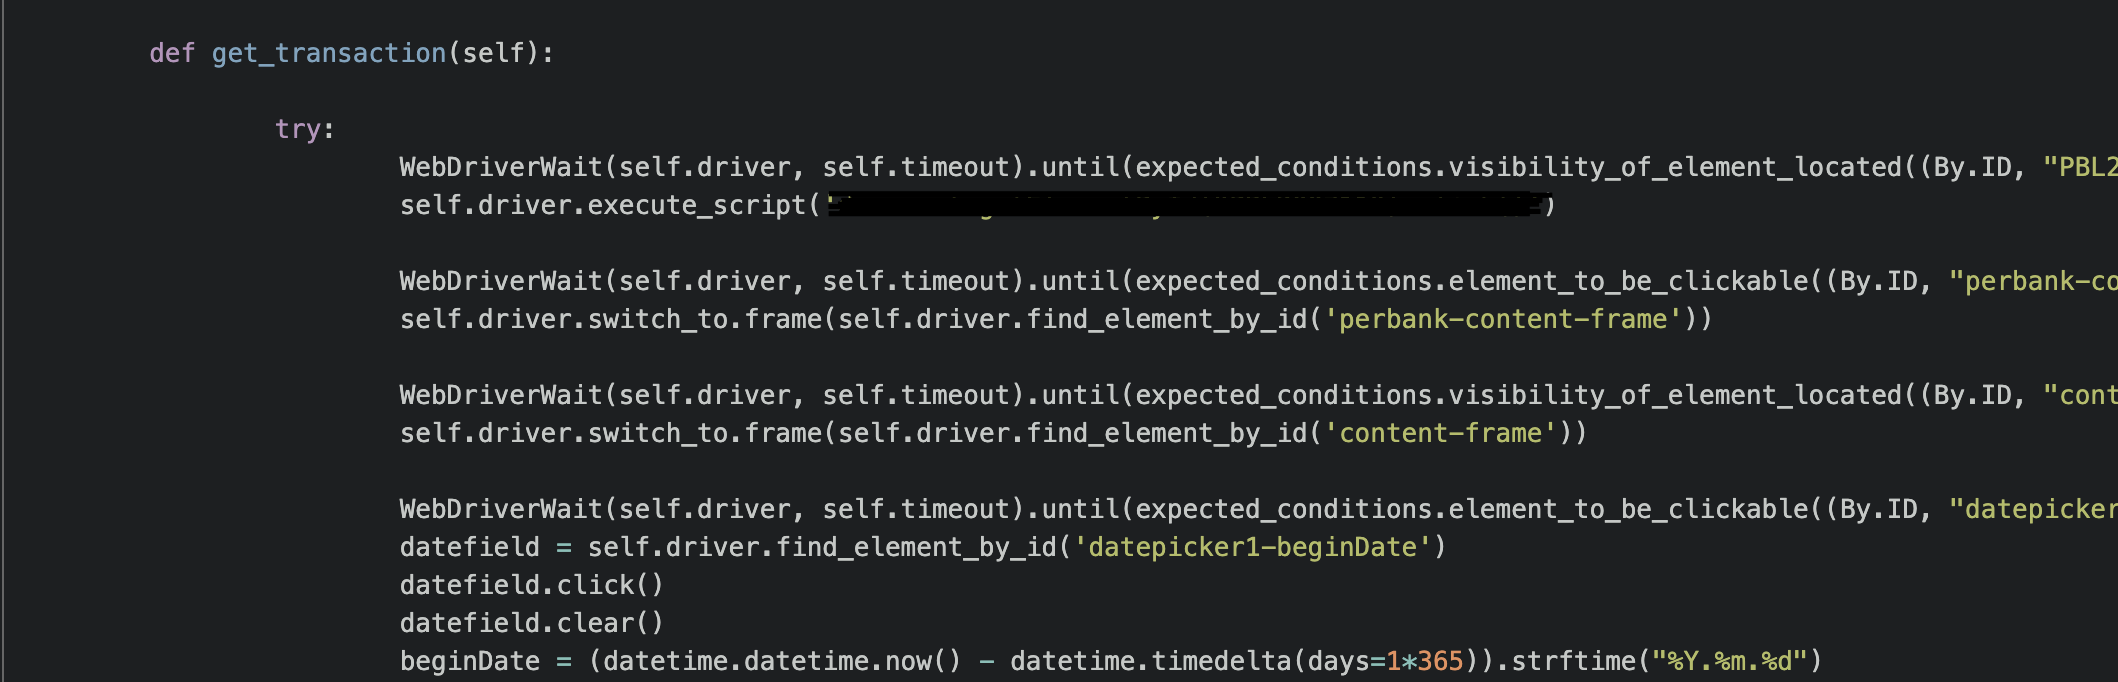 def get_transaction(self):
try:
WebDriverWait(self.driver, self.timeout).until(expected_conditions.visibility_of_element_located((By.ID, "PBL2
self.driver.execute_script(')
WebDriverWait(self.driver, self.timeout).until(expected_conditions.element_to_be_clickable((By.ID, "perbank-co
self.driver.switch_to.frame(self.driver.find_element_by_id('perbank-content-frame'))
WebDriverWait(self.driver, self.timeout).until(expected_conditions.visibility_of_element_located((By.ID, "cont
self.driver.switch_to.frame(self.driver.find_element_by_id('content-frame'))
WebDriverWait(self.driver, self.timeout).until(expected_conditions.element_to_be_clickable((By.ID, "datepicker
datefield = self.driver.find_element_by_id('datepicker1-beginDate')
datefield.click()
datefield.clear()
beginDate = (datetime.datetime.now() - datetime.timedelta(days=1*365)).strftime("%Y.%m.%d")